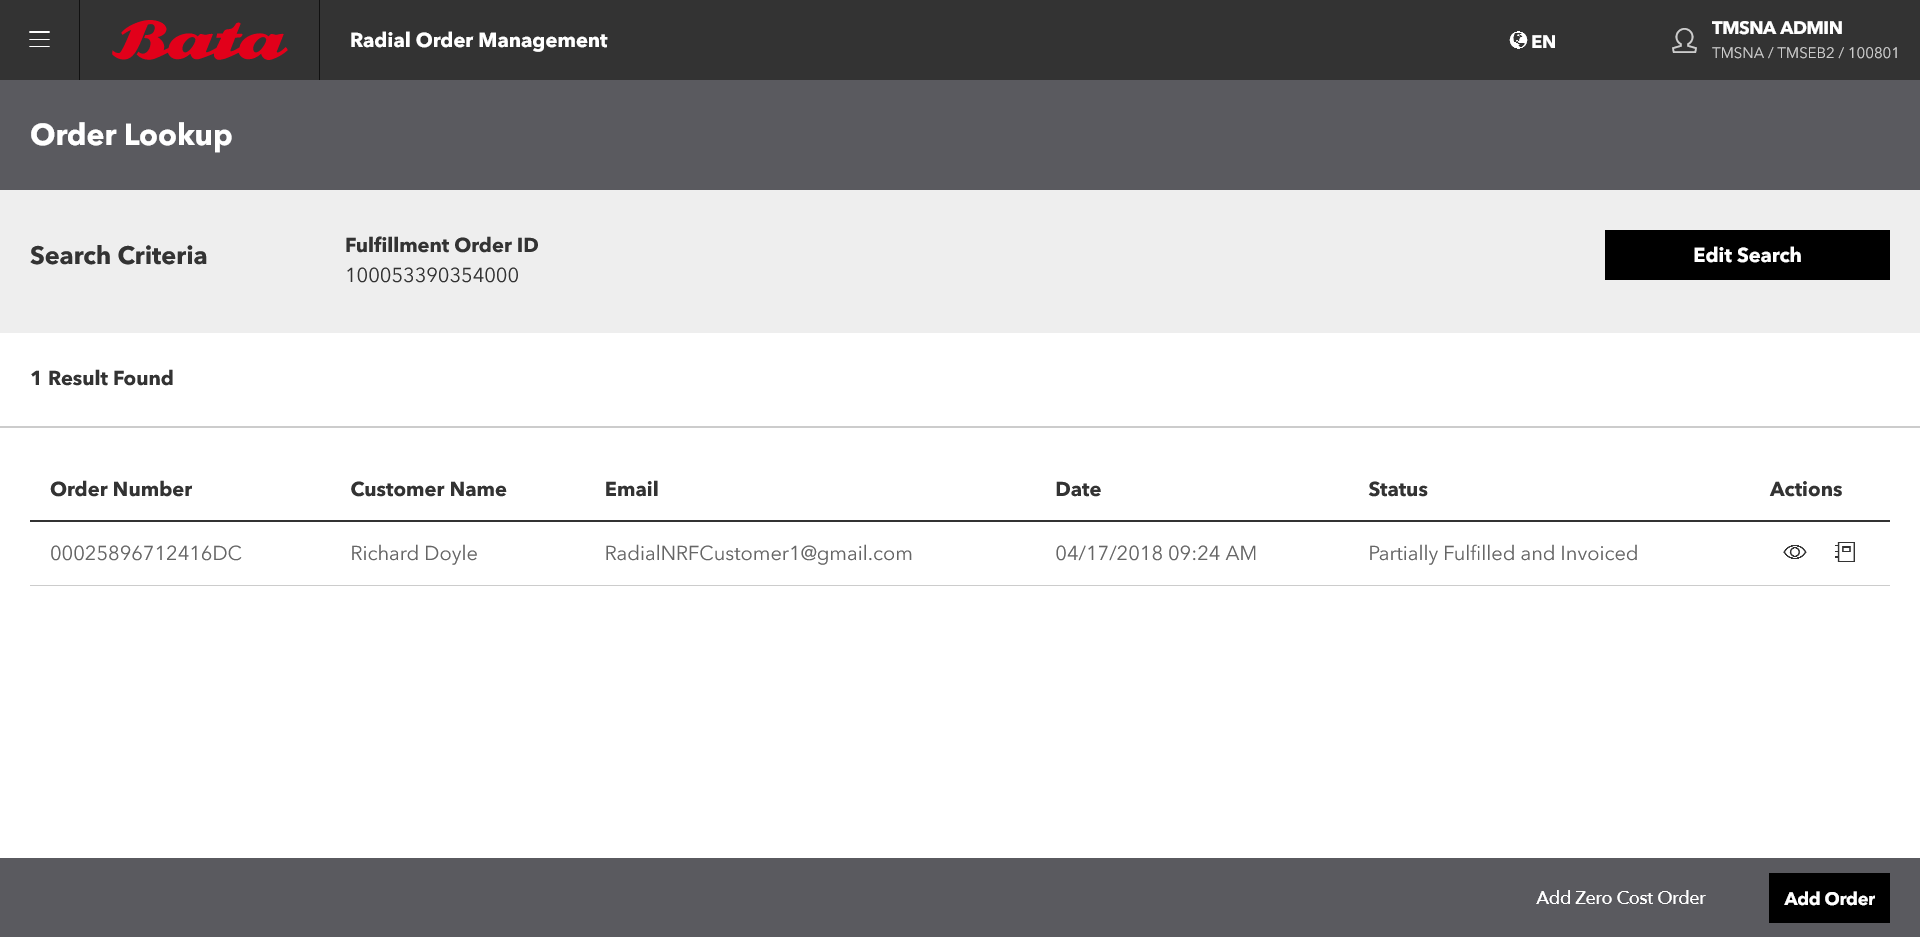 Bata
Radial Order Management
EN
TMSNA ADMIN
TMSNA / TMSEB2 / 100801
Order Lookup
Search Criteria
Fulfillment Order ID
100053390354000
Edit Search
1 Result Found
Order Number Customer Name Email Date Status Actions
00025896712416DC Richard Doyle RadialNRFCustomer1@gmail.com 04/17/2018 09:24 AM Partially Fulfilled and Invoiced
Add Zero Cost Order
Add Order